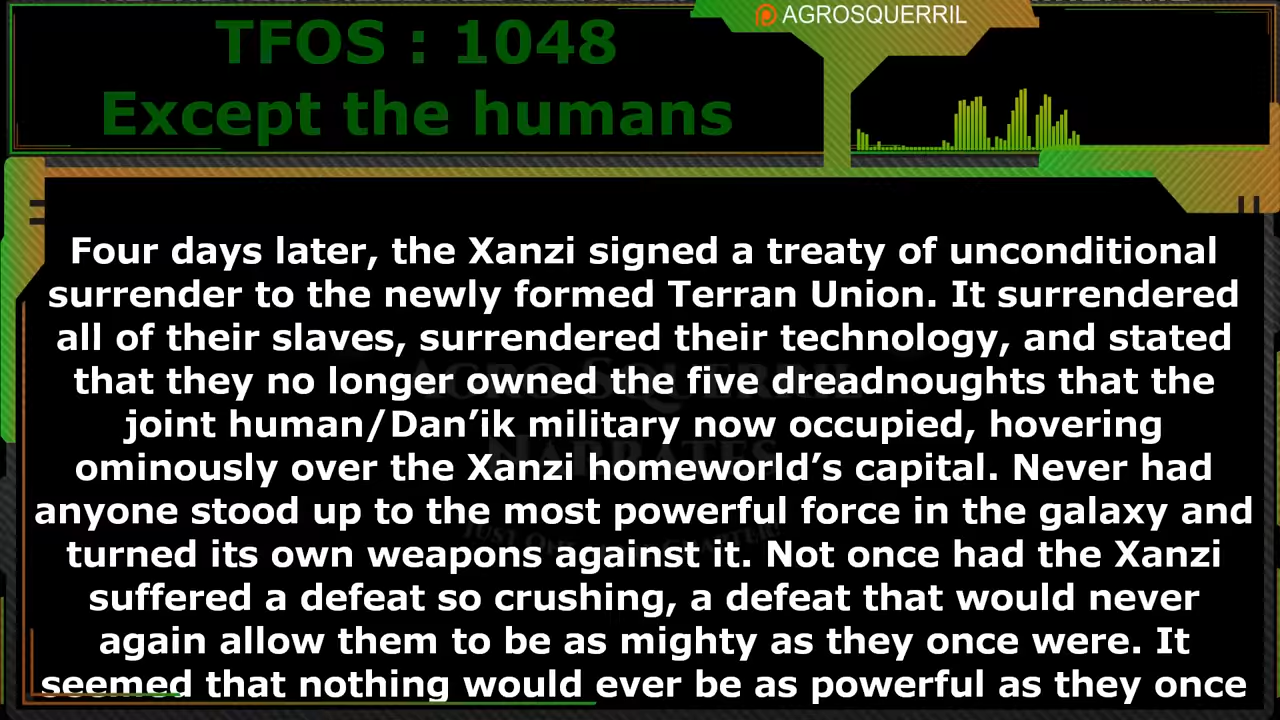 AGROSQUERRIL
TFOS : 1048
Except the humans
Four days later, the Xanzi signed a treaty of unconditional
surrender to the newly formed Terran Union. It surrendered
all of their slaves, surrendered their technology, and stated
that they no longer owned the five dreadnoughts that the
joint human/Dan’ik military now occupied, hovering
ominously over the Xanzi homeworld’s capital. Never had
anyone stood up to the most powerful force in the galaxy and
turned its own weapons against it. Not once had the Xanzi
suffered a defeat so crushing, a defeat that would never
again allow them to be as mighty as they once were. It
seemed that nothing would ever be as powerful as they once
Agro Squerril
Narrates